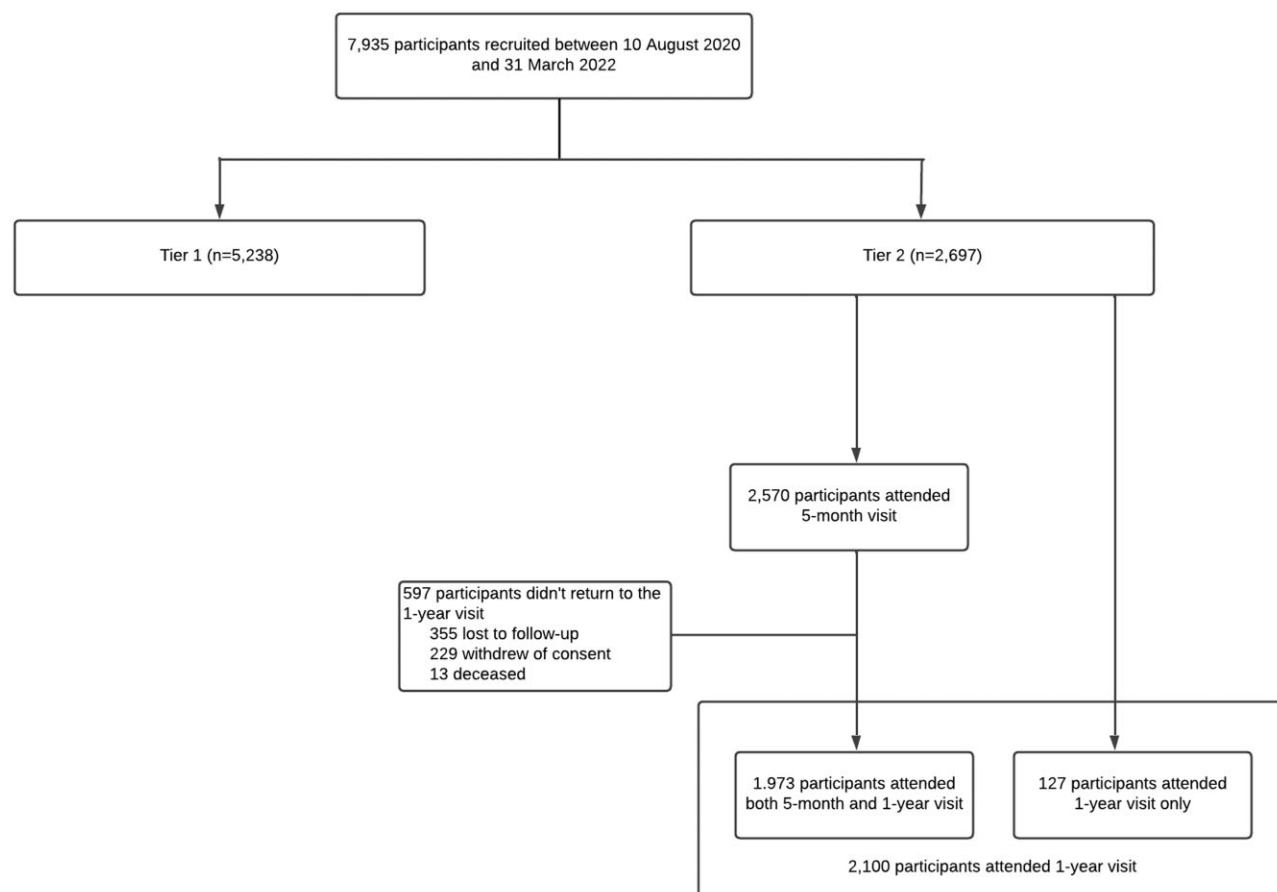 7,935 participants recruited between 10 August 2020
and 31 March 2022
Tier 1 (n=5,238)
Tier 2 (n=2,697)
2,570 participants attended
5-month visit
597 participants didn't return to the
1-year visit
355 lost to follow-up
229 withdrew of consent
13 deceased
1.973 participants attended
both 5-month and 1-year visit
127 participants attended
1-year visit only
2,100 participants attended 1-year visit